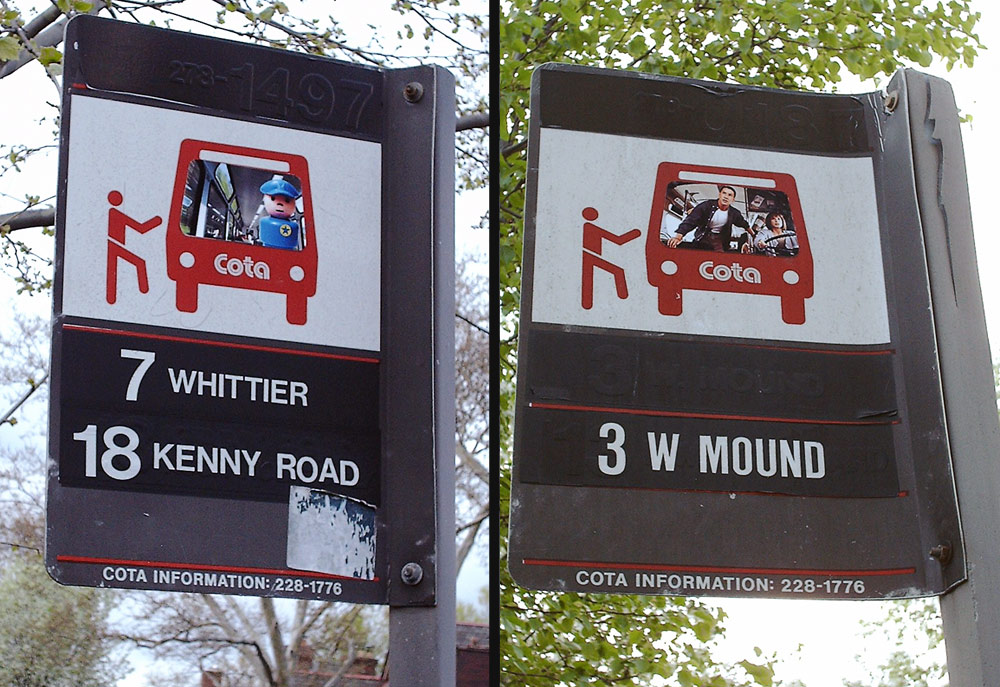 273-1497
cota
7 WHITTIER
18 KENNY ROAD
COTA INFORMATION: 228-1776
cota
3 W MOUND
COTA INFORMATION: 228-1776